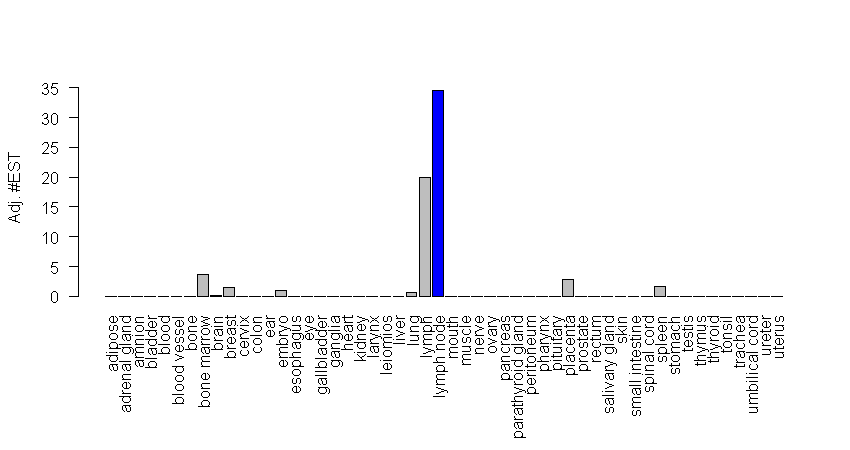 Adj. #EST
35
30
25
20
15
10
5
0
adipose
adrenal gland
amnion
bladder
blood
blood vessel
bone
bone marrow
brain
breast
cervix
colon
ear
embryo
esophagus
eye
gallbladder
ganglia
heart
kidney
larynx
leiomios
liver
lung
lymph
lymph node
mouth
muscle
nerve
ovary
pancreas
parathyroid gland
peritoneum
pharynx
pituitary
placenta
prostate
rectum
salivary gland
skin
small intestine
spinal cord
spleen
stomach
testis
thymus
thyroid
tonsil
trachea
umbilical cord
ureter
uterus